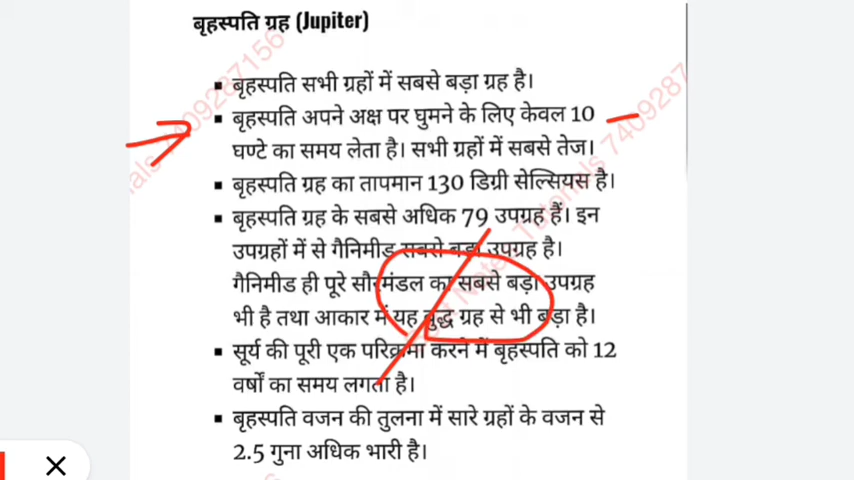 बृहस्पति ग्रह (Jupiter)
▪ बृहस्पति सभी ग्रहों में सबसे बड़ा ग्रह है।
▪ बृहस्पति अपने अक्ष पर घुमने के लिए केवल 10
घण्टे का समय लेता है। सभी ग्रहों में सबसे तेज।
▪ बृहस्पति ग्रह का तापमान 130 डिग्री सेल्सियस है।
▪ बृहस्पति ग्रह के सबसे अधिक 79 उपग्रह हैं। इन
उपग्रहों में से गैनिमीड सबसे बड़ा उपग्रह है।
गैनिमीड ही पूरे सौरमंडल का सबसे बड़ा उपग्रह
भी है तथा आकार में यह बुद्ध ग्रह से भी बड़ा है।
▪ सूर्य की पूरी एक परिक्रमा करने में बृहस्पति को 12
वर्षों का समय लगता है।
▪ बृहस्पति वजन की तुलना में सारे ग्रहों के वजन से
2.5 गुना अधिक भारी है।
7409287156
Tutorials 7409287